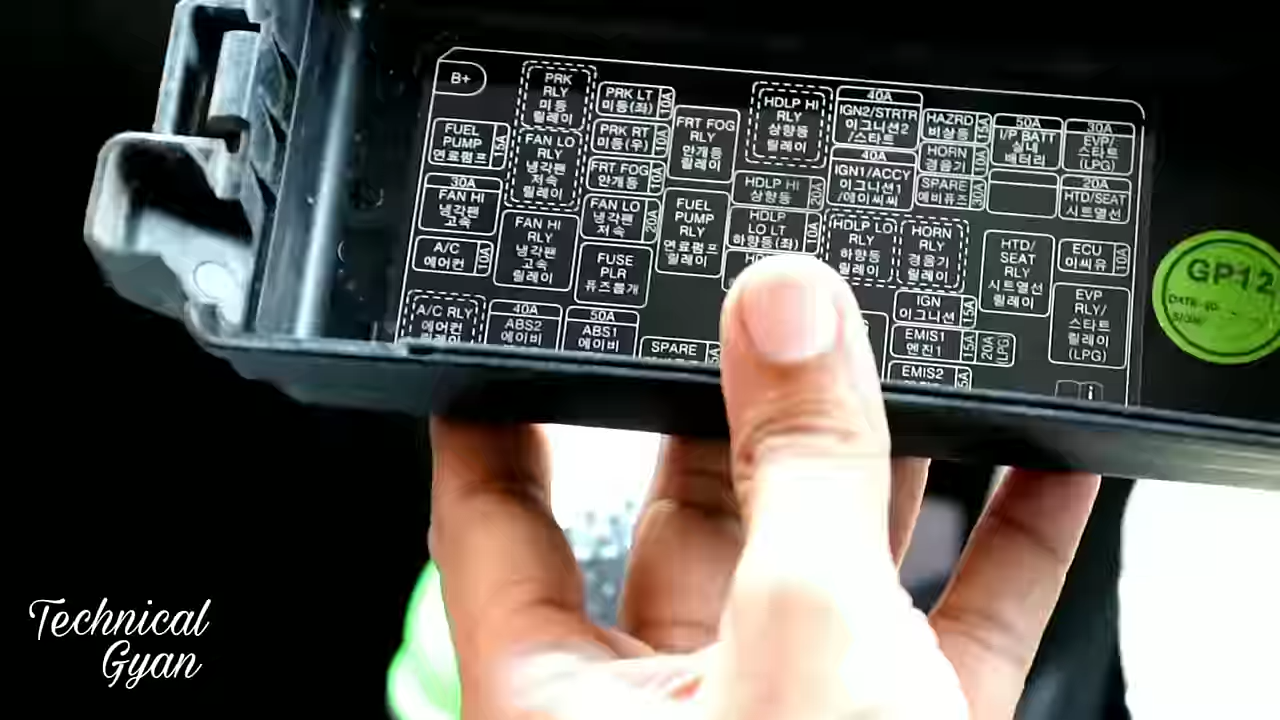 B+
PRK
RLY
미등
릴레이
PRK LT
미등(좌)
10A
PRK RT
미등(우)
10A
FRT FOG
RLY
안개등
릴레이
HDLP HI
RLY
상향등
릴레이
40A
IGN2/STRTR
이그니션2
/스타트
HAZRD
비상등
15A
50A
I/P BATT
실내
배터리
30A
EVP/
스타트
(LPG)
FUEL
PUMP
연료펌프
15A
FAN LO
RLY
냉각팬
저속
릴레이
FRT FOG
안개등
10A
40A
IGN1/ACCY
이그니션1
/에이씨씨
HORN
경음기
10A
30A
FAN HI
냉각팬
고속
FAN LO
냉각팬
저속
20A
FUEL
PUMP
RLY
연료펌프
릴레이
HDLP HI
상향등
20A
SPARE
예비퓨즈
30A
20A
HTD/SEAT
시트열선
A/C
에어컨
10A
FAN HI
RLY
냉각팬
고속
릴레이
FUSE
PLR
퓨즈뽑개
HDLP
LO LT
하향등(좌)
10A
HDLP LO
RLY
하향등
릴레이
HORN
RLY
경음기
릴레이
HTD/
SEAT
RLY
시트열선
릴레이
ECU
이씨유
10A
A/C RLY
에어컨
릴레이
40A
ABS2
에이비
50A
ABS1
에이비
SPARE
IGN
이그니션
15A
EMIS1
엔진1
15A
20A
(LPG)
EMIS2
EVP
RLY/
스타트
릴레이
(LPG)
i
GP12
Technical
Gyan